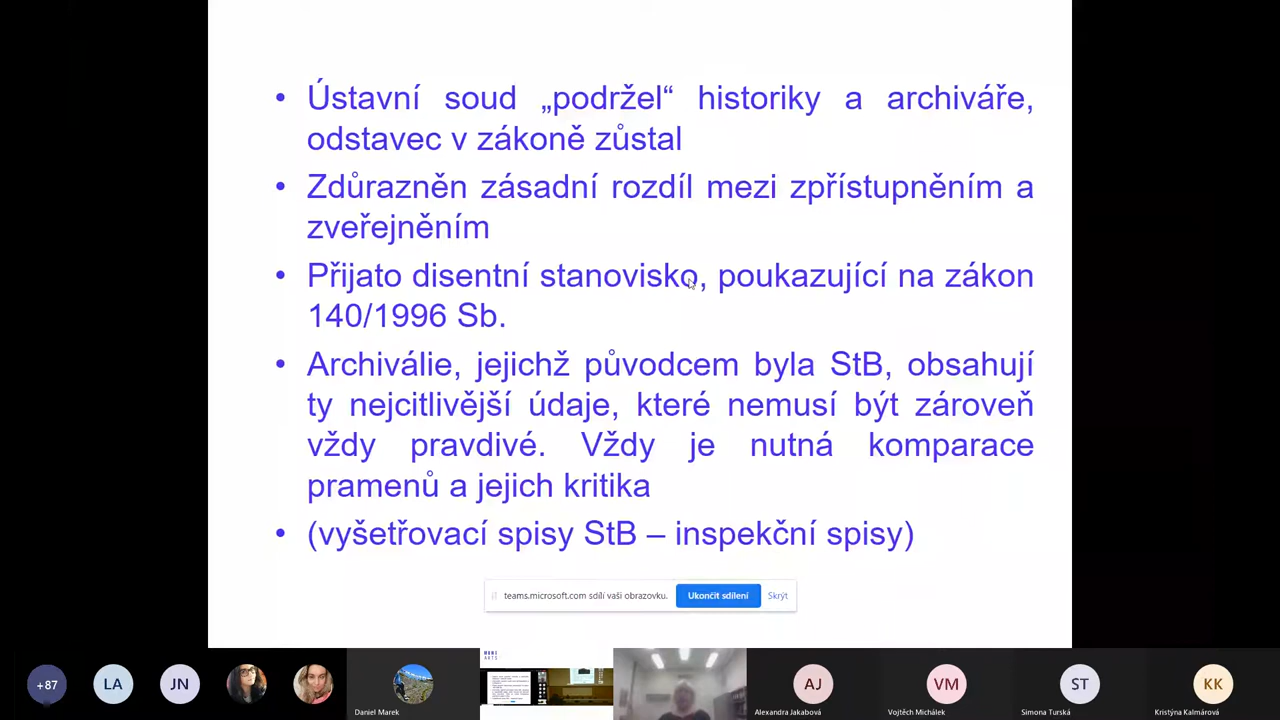 • Ústavní soud „podržel“ historiky a archiváře,
odstavec v zákoně zůstal
• Zdůrazněn zásadní rozdíl mezi zpřístupněním a
zveřejněním
• Přijato disentní stanovisko, poukazující na zákon
140/1996 Sb.
• Archiválie, jejichž původcem byla StB, obsahují
ty nejcitlivější údaje, které nemusí být zároveň
vždy pravdivé. Vždy je nutná komparace
pramenů a jejich kritika
• (vyšetřovací spisy StB – inspekční spisy)
teams.microsoft.com sdílí vaši obrazovku. Ukončit sdílení Skrýt
MUNI
ARTS
+87 LA JN AJ VM ST KK
Daniel Marek Alexandra Jakabová Vojtěch Michálek Simona Turská Kristýna Kalmárová